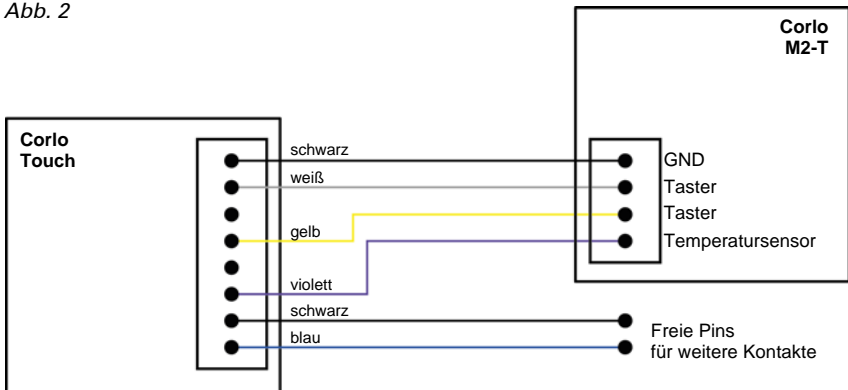 Abb. 2
Corlo
M2-T
Corlo
Touch
schwarz
GND
weiß
Taster
Taster
gelb
Temperatursensor
violett
schwarz
Freie Pins
blau
für weitere Kontakte